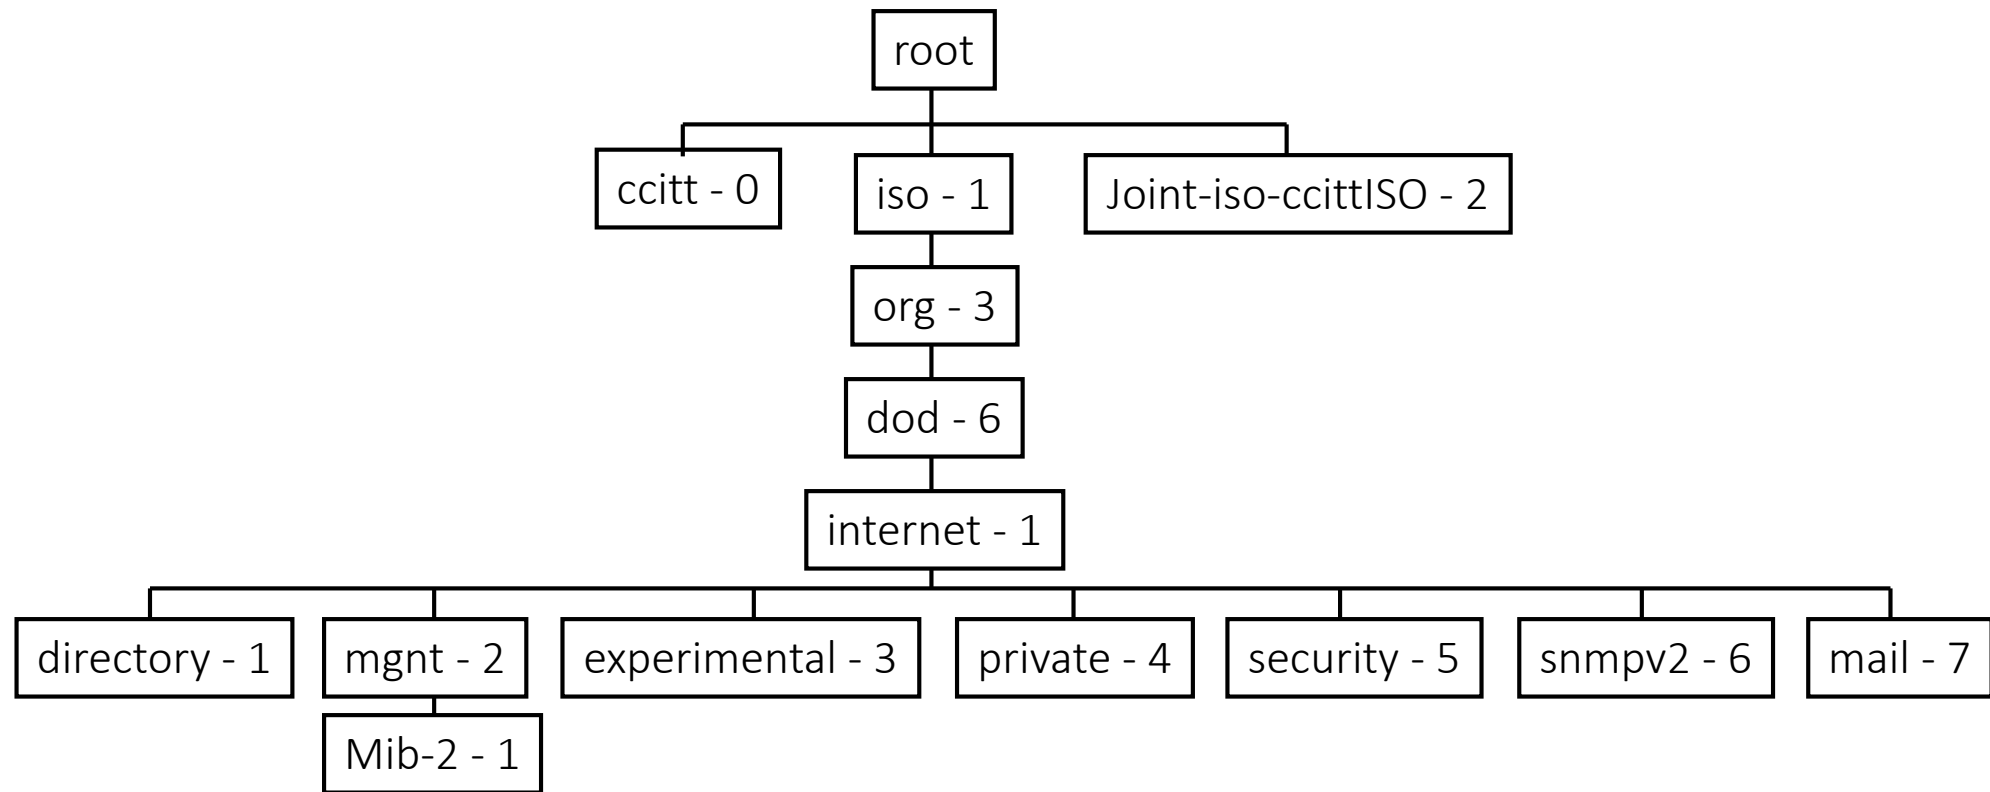 root
ccitt - 0
iso - 1
Joint-iso-ccittISO - 2
org - 3
dod - 6
internet - 1
directory - 1
mgnt - 2
experimental - 3
private - 4
security - 5
snmpv2 - 6
mail - 7
Mib-2 - 1